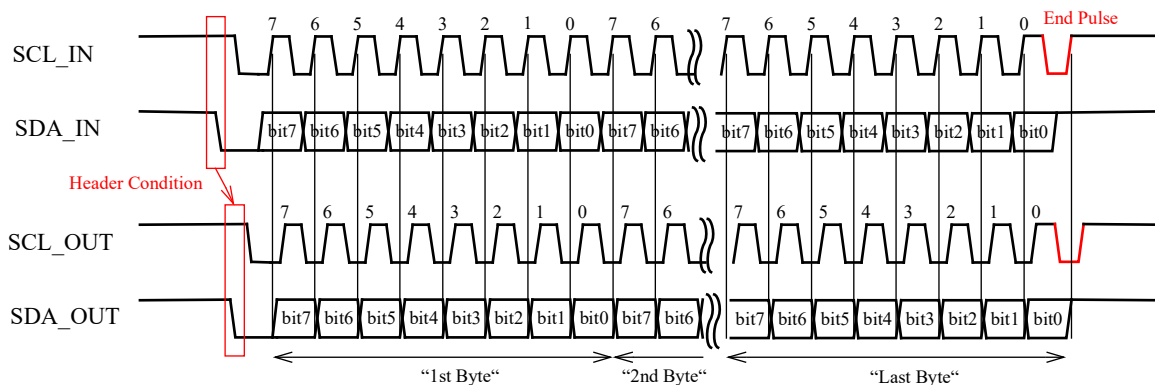 7 6 5 4 3 2 1 0 7 6 7 6 5 4 3 2 1 0 End Pulse
SCL_IN
SDA_IN bit7 bit6 bit5 bit4 bit3 bit2 bit1 bit0 bit7 bit6 bit7 bit6 bit5 bit4 bit3 bit2 bit1 bit0
Header Condition
7 6 5 4 3 2 1 0 7 6 7 6 5 4 3 2 1 0
SCL_OUT
SDA_OUT bit7 bit6 bit5 bit4 bit3 bit2 bit1 bit0 bit7 bit6 bit7 bit6 bit5 bit4 bit3 bit2 bit1 bit0
“1st Byte“ “2nd Byte“ “Last Byte“